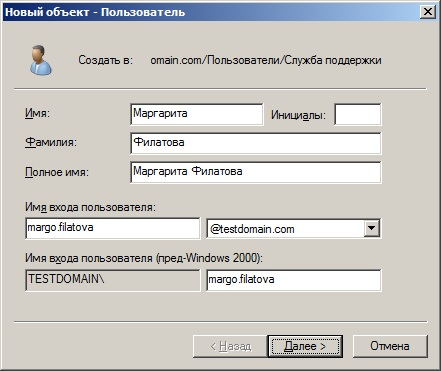 Новый объект - Пользователь
Создать в: omain.com/Пользователи/Служба поддержки
Имя: Маргарита Инициалы:
Фамилия: Филатова
Полное имя: Маргарита Филатова
Имя входа пользователя:
margo.filatova @testdomain.com
Имя входа пользователя (пред-Windows 2000):
TESTDOMAIN\ margo.filatova
< Назад Далее > Отмена